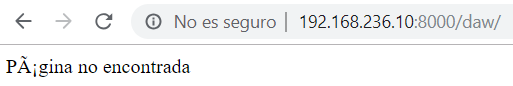 No es seguro | 192.168.236.10:8000/daw/
PÃ¡gina no encontrada